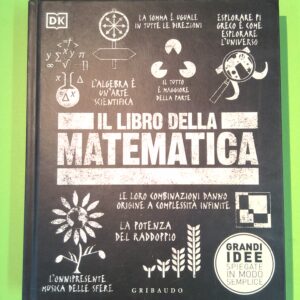 DK
LA SOMMA È UGUALE
IN TUTTE LE DIREZIONI
ESPLORARE PI
GRECO È COME
ESPLORARE
L'UNIVERSO
L'ALGEBRA È
UN'ARTE
SCIENTIFICA
IL TUTTO
È MAGGIORE
DELLA PARTE
IL LIBRO DELLA
MATEMATICA
LE LORO COMBINAZIONI DANNO
ORIGINE A COMPLESSITÀ INFINITE
LA POTENZA
DEL RADDOPPIO
L'ONNIPRESENTE
MUSICA DELLE SFERE
GRANDI
IDEE
SPIEGATE
IN MODO
SEMPLICE
GRIBAUDO